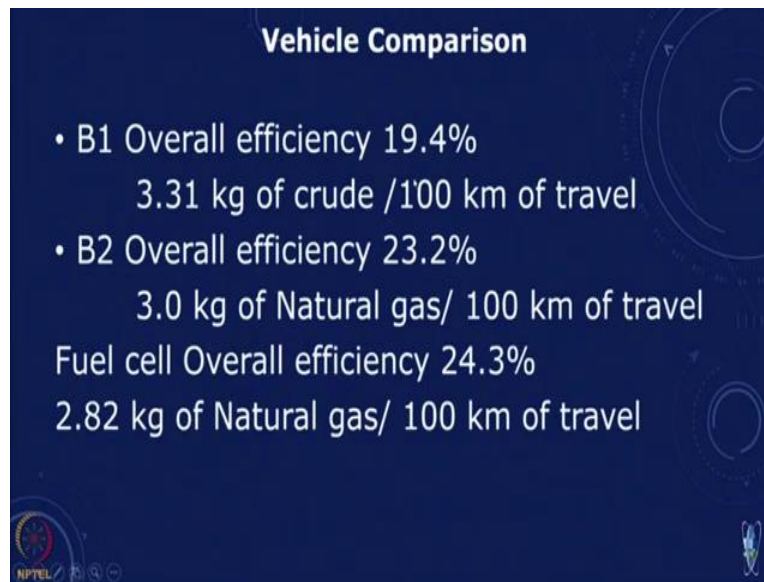 Vehicle Comparison
• B1 Overall efficiency 19.4%
3.31 kg of crude /100 km of travel
• B2 Overall efficiency 23.2%
3.0 kg of Natural gas/ 100 km of travel
Fuel cell Overall efficiency 24.3%
2.82 kg of Natural gas/ 100 km of travel
NPTEL